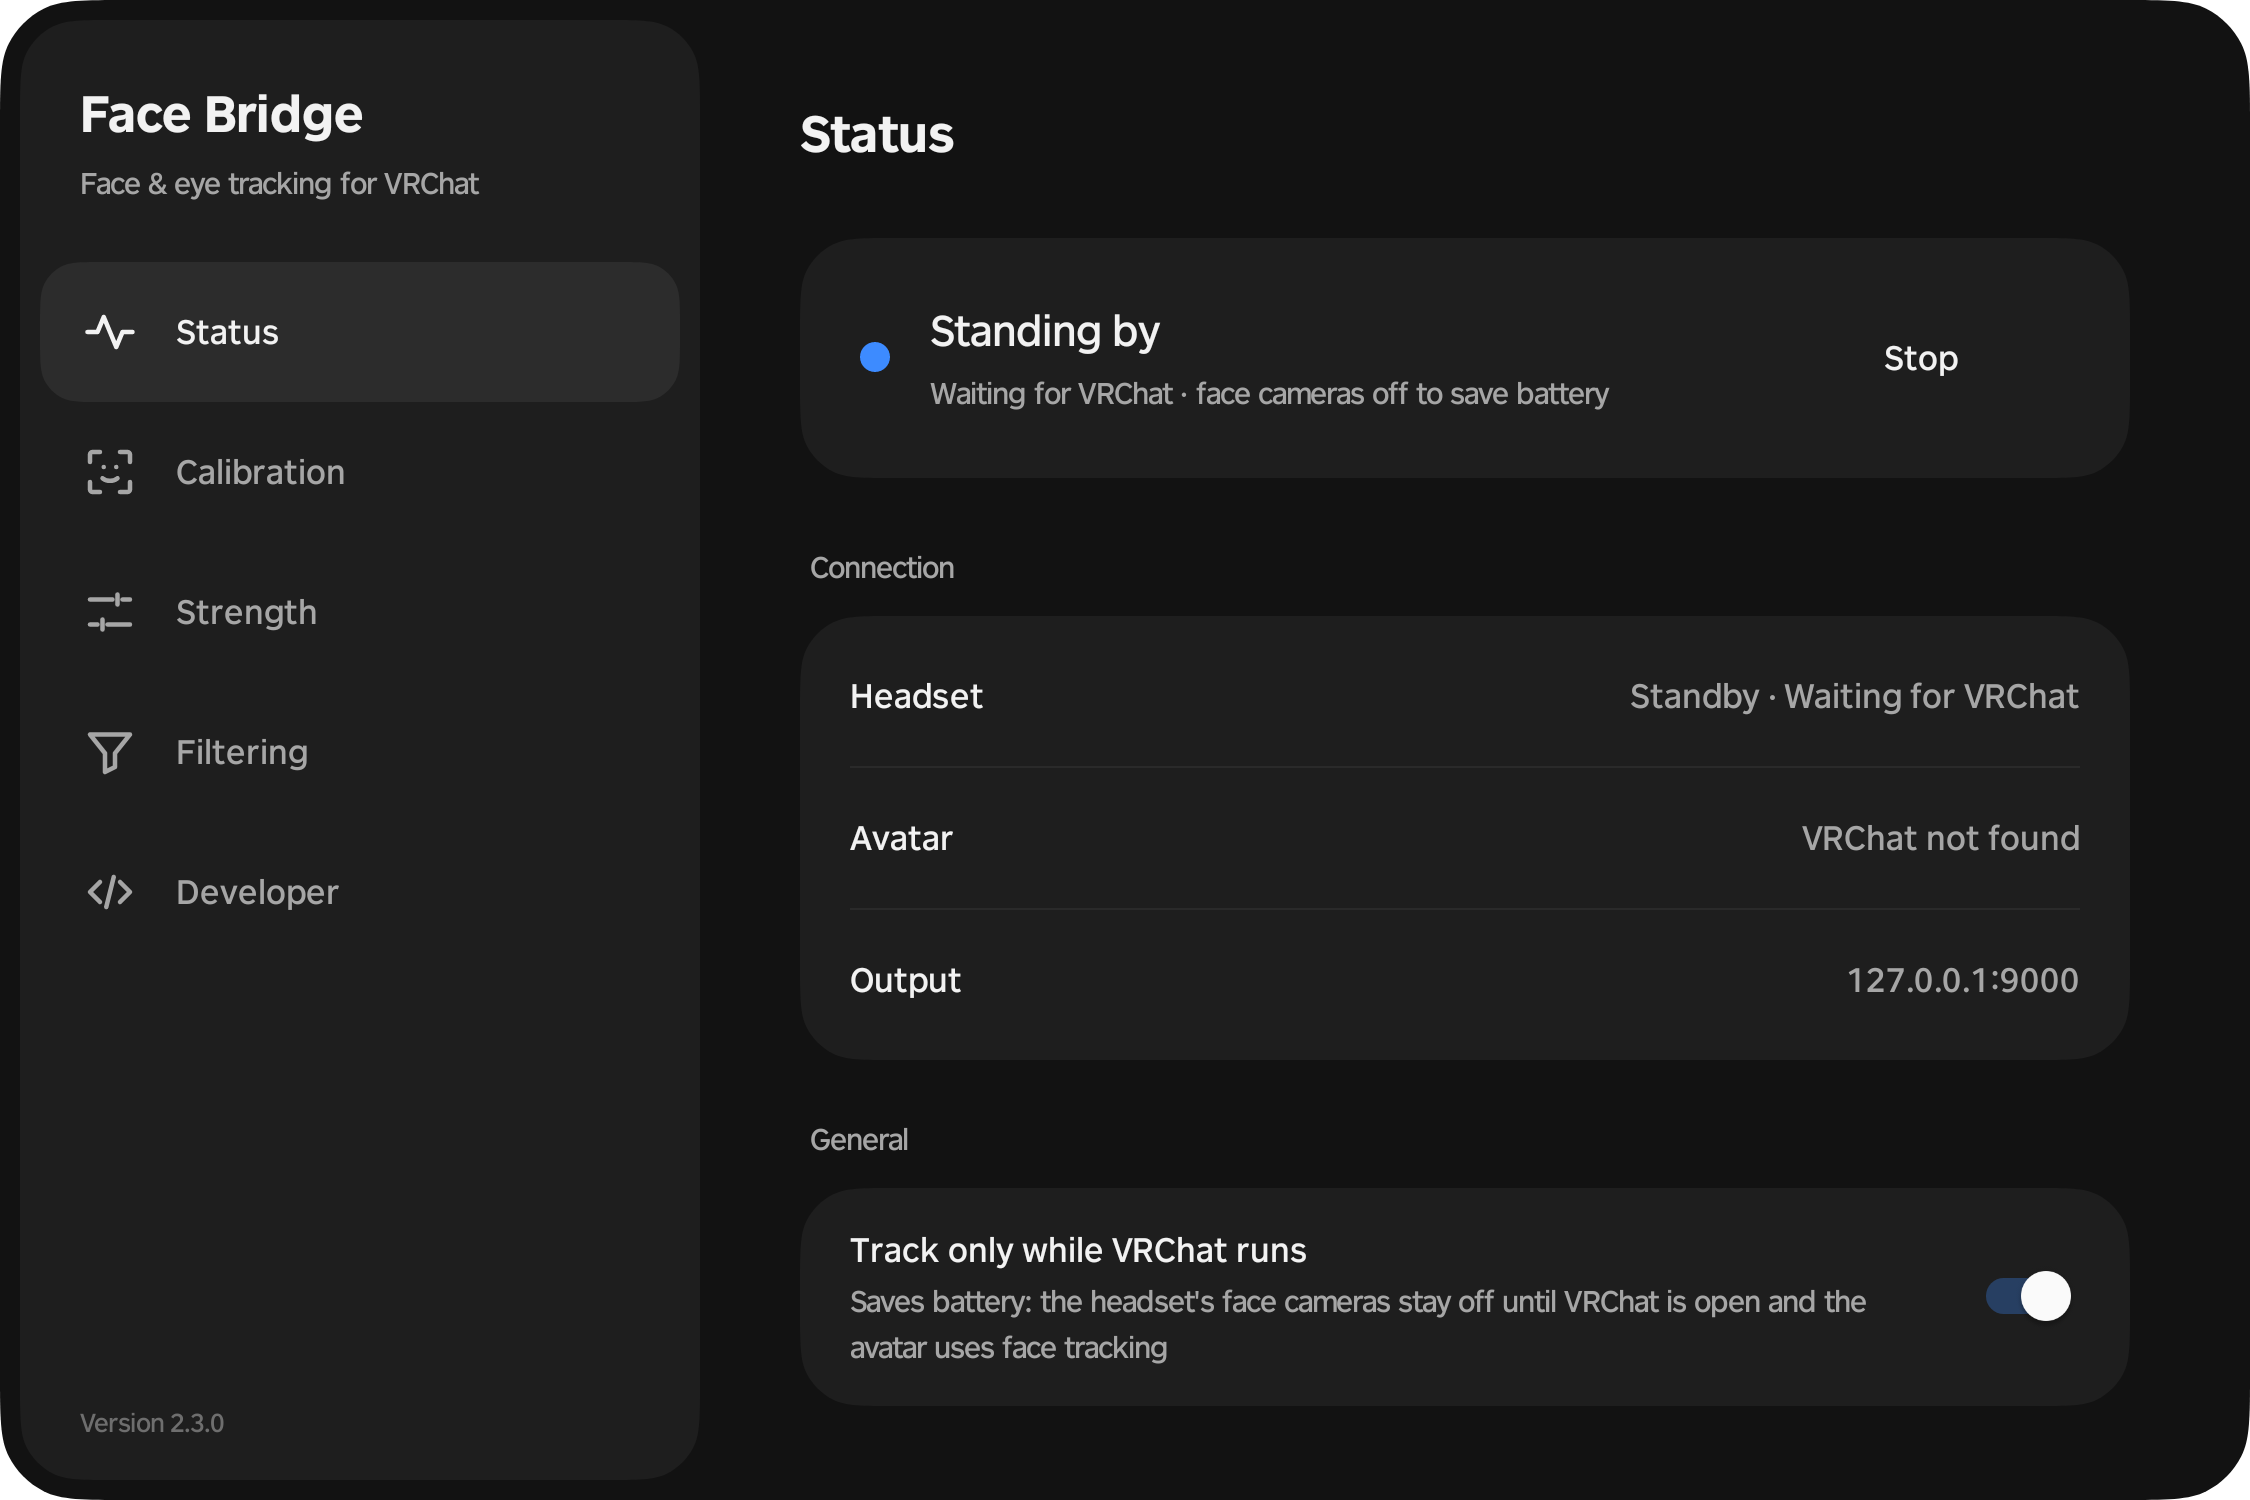 Face Bridge
Face & eye tracking for VRChat
Status
Calibration
Strength
Filtering
Developer
Version 2.3.0
Status
Standing by
Waiting for VRChat · face cameras off to save battery
Stop
Connection
Headset
Standby · Waiting for VRChat
Avatar
VRChat not found
Output
127.0.0.1:9000
General
Track only while VRChat runs
Saves battery: the headset's face cameras stay off until VRChat is open and the
avatar uses face tracking